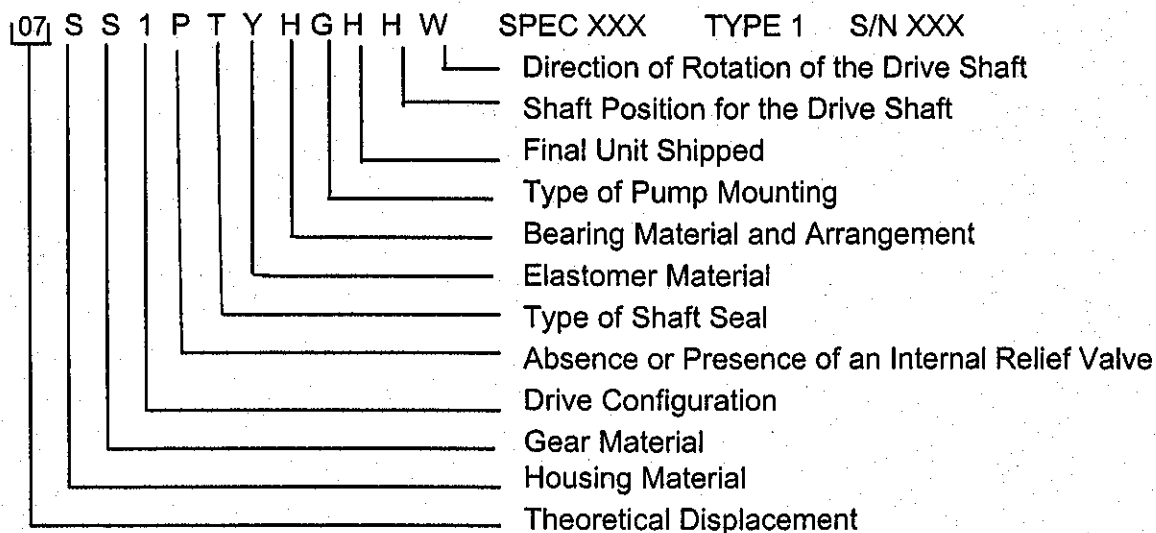 07 S S 1 P T Y H G H H W SPEC XXX TYPE 1 S/N XXX
Direction of Rotation of the Drive Shaft
Shaft Position for the Drive Shaft
Final Unit Shipped
Type of Pump Mounting
Bearing Material and Arrangement
Elastomer Material
Type of Shaft Seal
Absence or Presence of an Internal Relief Valve
Drive Configuration
Gear Material
Housing Material
Theoretical Displacement